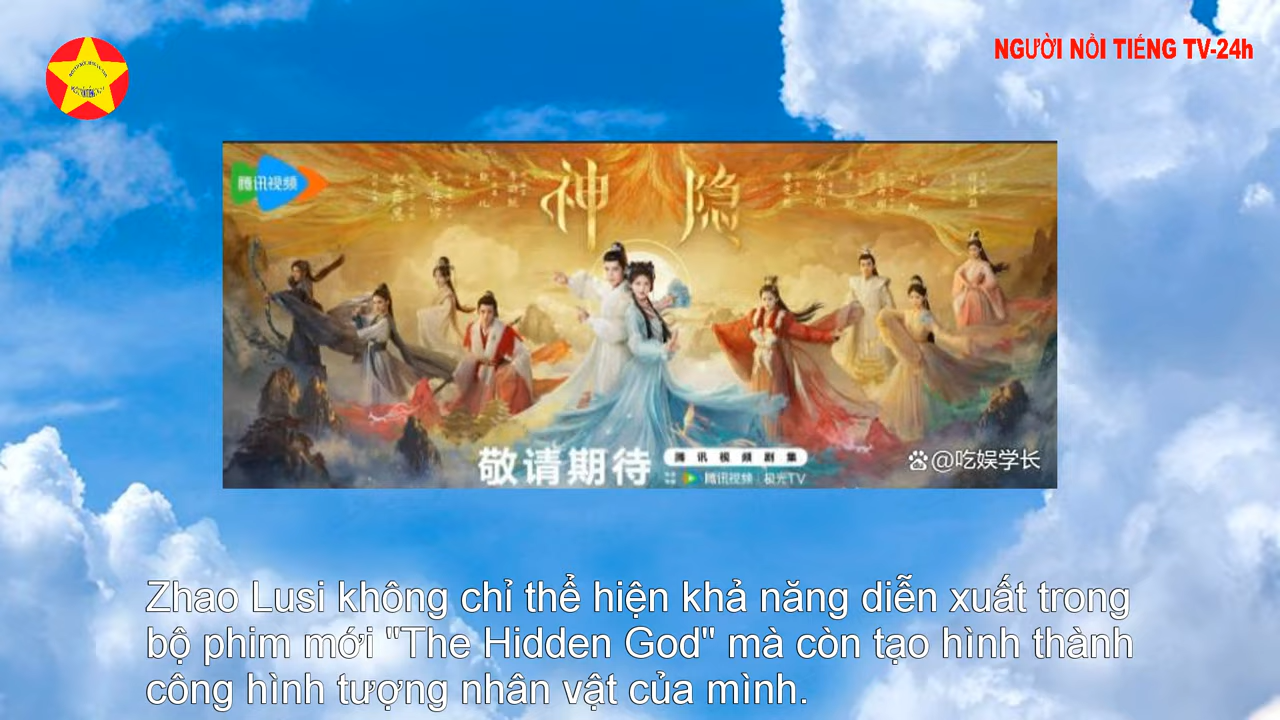 NGƯỜI NỔI TIẾNG TV-24h
腾讯视频
神隐
敬请期待
腾讯视频剧集
腾讯视频 极光TV
@吃娱学长
Zhao Lusi không chỉ thể hiện khả năng diễn xuất trong
bộ phim mới "The Hidden God" mà còn tạo hình thành
công hình tượng nhân vật của mình.